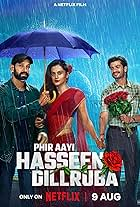 A NETFLIX FILM
PHIR AAYI
HASSEEN
DILLRUBA
ONLY ON NETFLIX | 9 AUG